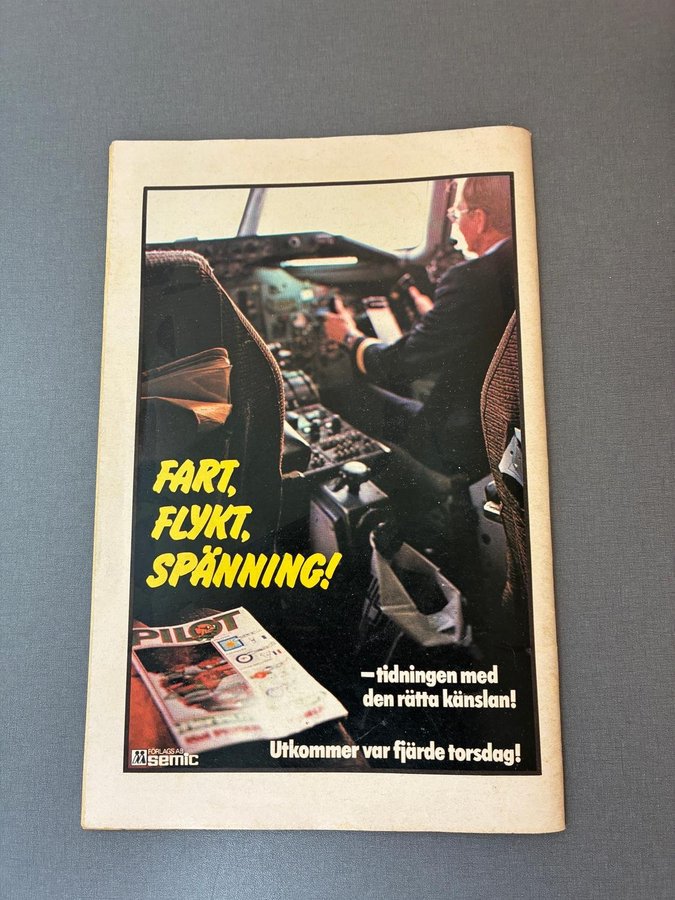 FART,
FLYKT,
SPÄNNING!
PILOT
–tidningen med
den rätta känslan!
Utkommer var fjärde torsdag!
FÖRLAGS AB
semic